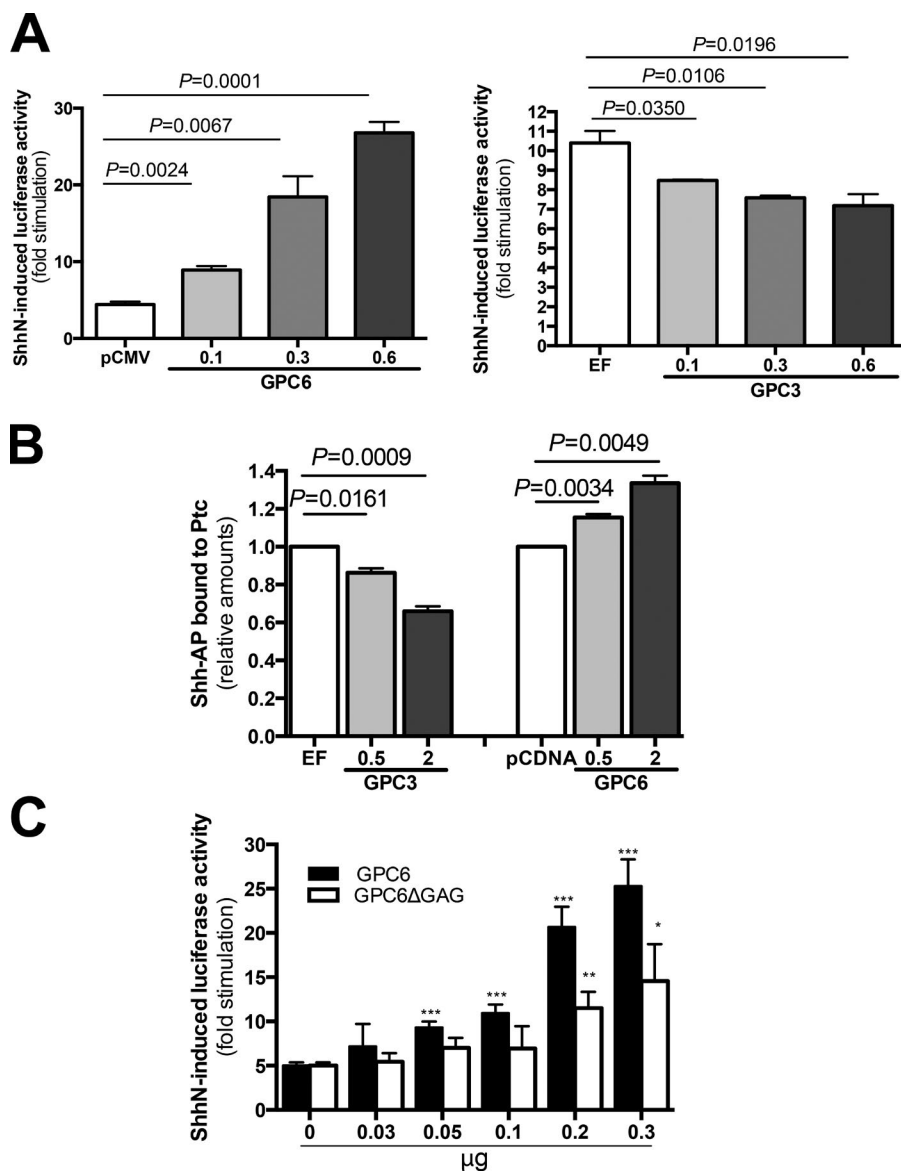 A
ShhN-induced luciferase activity
(fold stimulation)
P=0.0001
P=0.0067
P=0.0024
30
20
10
0
pCMV 0.1 0.3 0.6
GPC6
ShhN-induced luciferase activity
(fold stimulation)
P=0.0196
P=0.0106
P=0.0350
11
10
9
8
7
6
5
4
3
2
1
0
EF 0.1 0.3 0.6
GPC3
B
Shh-AP bound to Ptc
(relative amounts)
P=0.0009
P=0.0161
P=0.0049
P=0.0034
1.4
1.2
1.0
0.8
0.6
0.4
0.2
0.0
EF 0.5 2 pCDNA 0.5 2
GPC3 GPC6
C
ShhN-induced luciferase activity
(fold stimulation)
GPC6
GPC6ΔGAG
30
25
20
15
10
5
0
*** *** *** ** *** *
0 0.03 0.05 0.1 0.2 0.3
µg